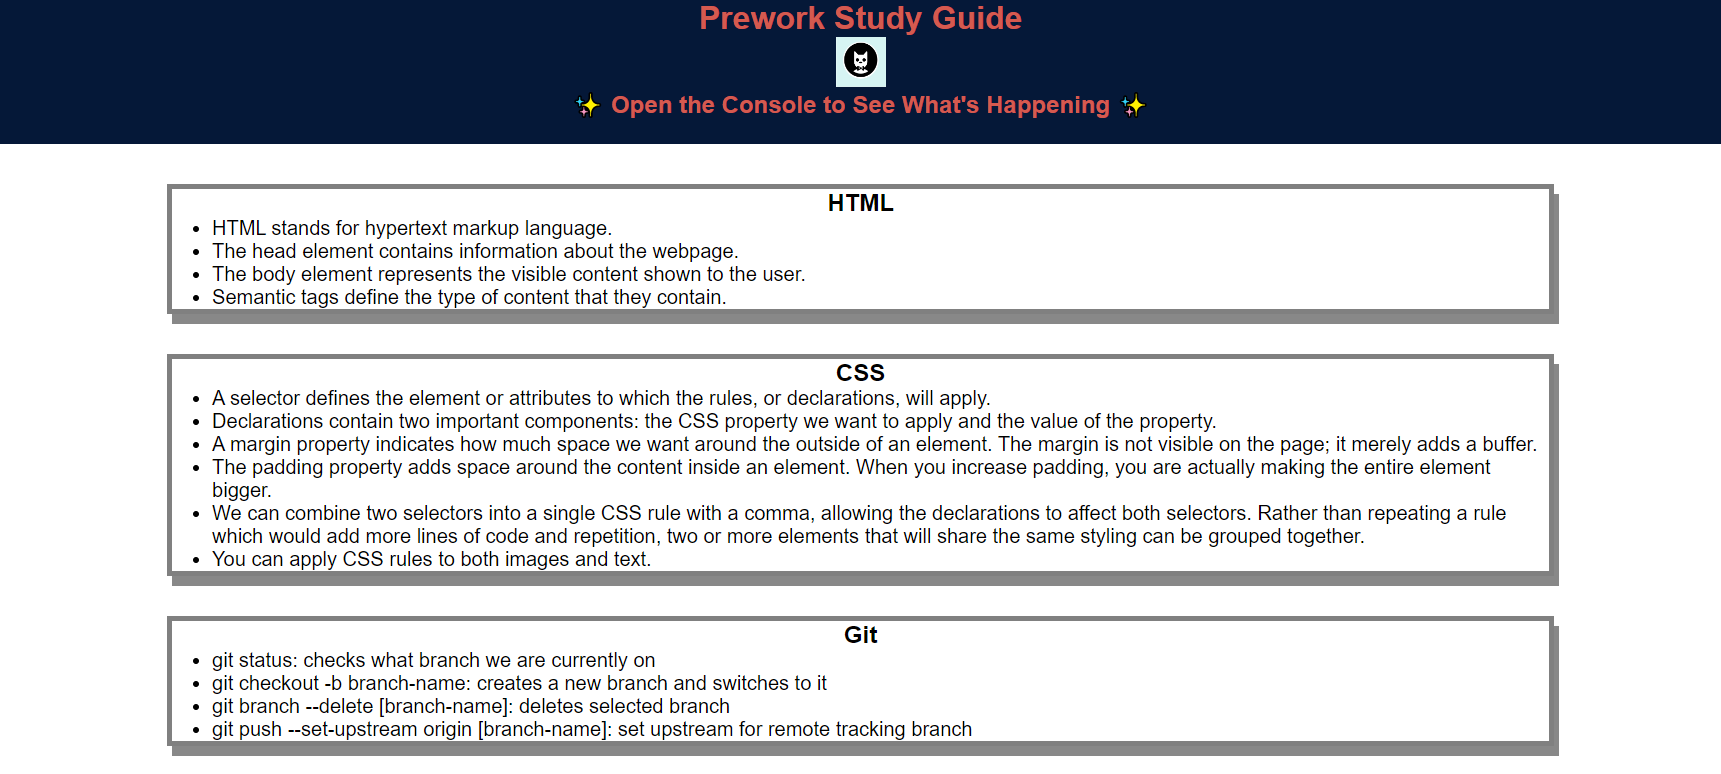 Prework Study Guide
✨ Open the Console to See What's Happening ✨
HTML
• HTML stands for hypertext markup language.
• The head element contains information about the webpage.
• The body element represents the visible content shown to the user.
• Semantic tags define the type of content that they contain.
CSS
• A selector defines the element or attributes to which the rules, or declarations, will apply.
• Declarations contain two important components: the CSS property we want to apply and the value of the property.
• A margin property indicates how much space we want around the outside of an element. The margin is not visible on the page; it merely adds a buffer.
• The padding property adds space around the content inside an element. When you increase padding, you are actually making the entire element
bigger.
• We can combine two selectors into a single CSS rule with a comma, allowing the declarations to affect both selectors. Rather than repeating a rule
which would add more lines of code and repetition, two or more elements that will share the same styling can be grouped together.
• You can apply CSS rules to both images and text.
Git
• git status: checks what branch we are currently on
• git checkout -b branch-name: creates a new branch and switches to it
• git branch --delete [branch-name]: deletes selected branch
• git push --set-upstream origin [branch-name]: set upstream for remote tracking branch